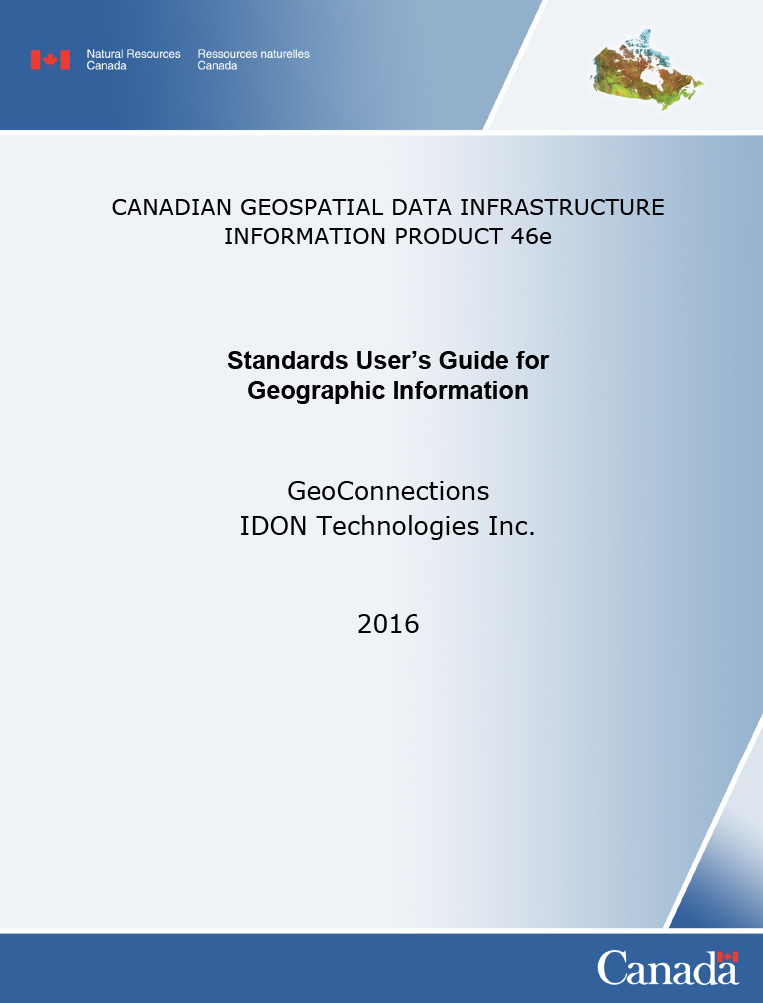 Natural Resources Canada
Ressources naturelles Canada
CANADIAN GEOSPATIAL DATA INFRASTRUCTURE
INFORMATION PRODUCT 46e
Standards User’s Guide for
Geographic Information
GeoConnections
IDON Technologies Inc.
2016
Canada